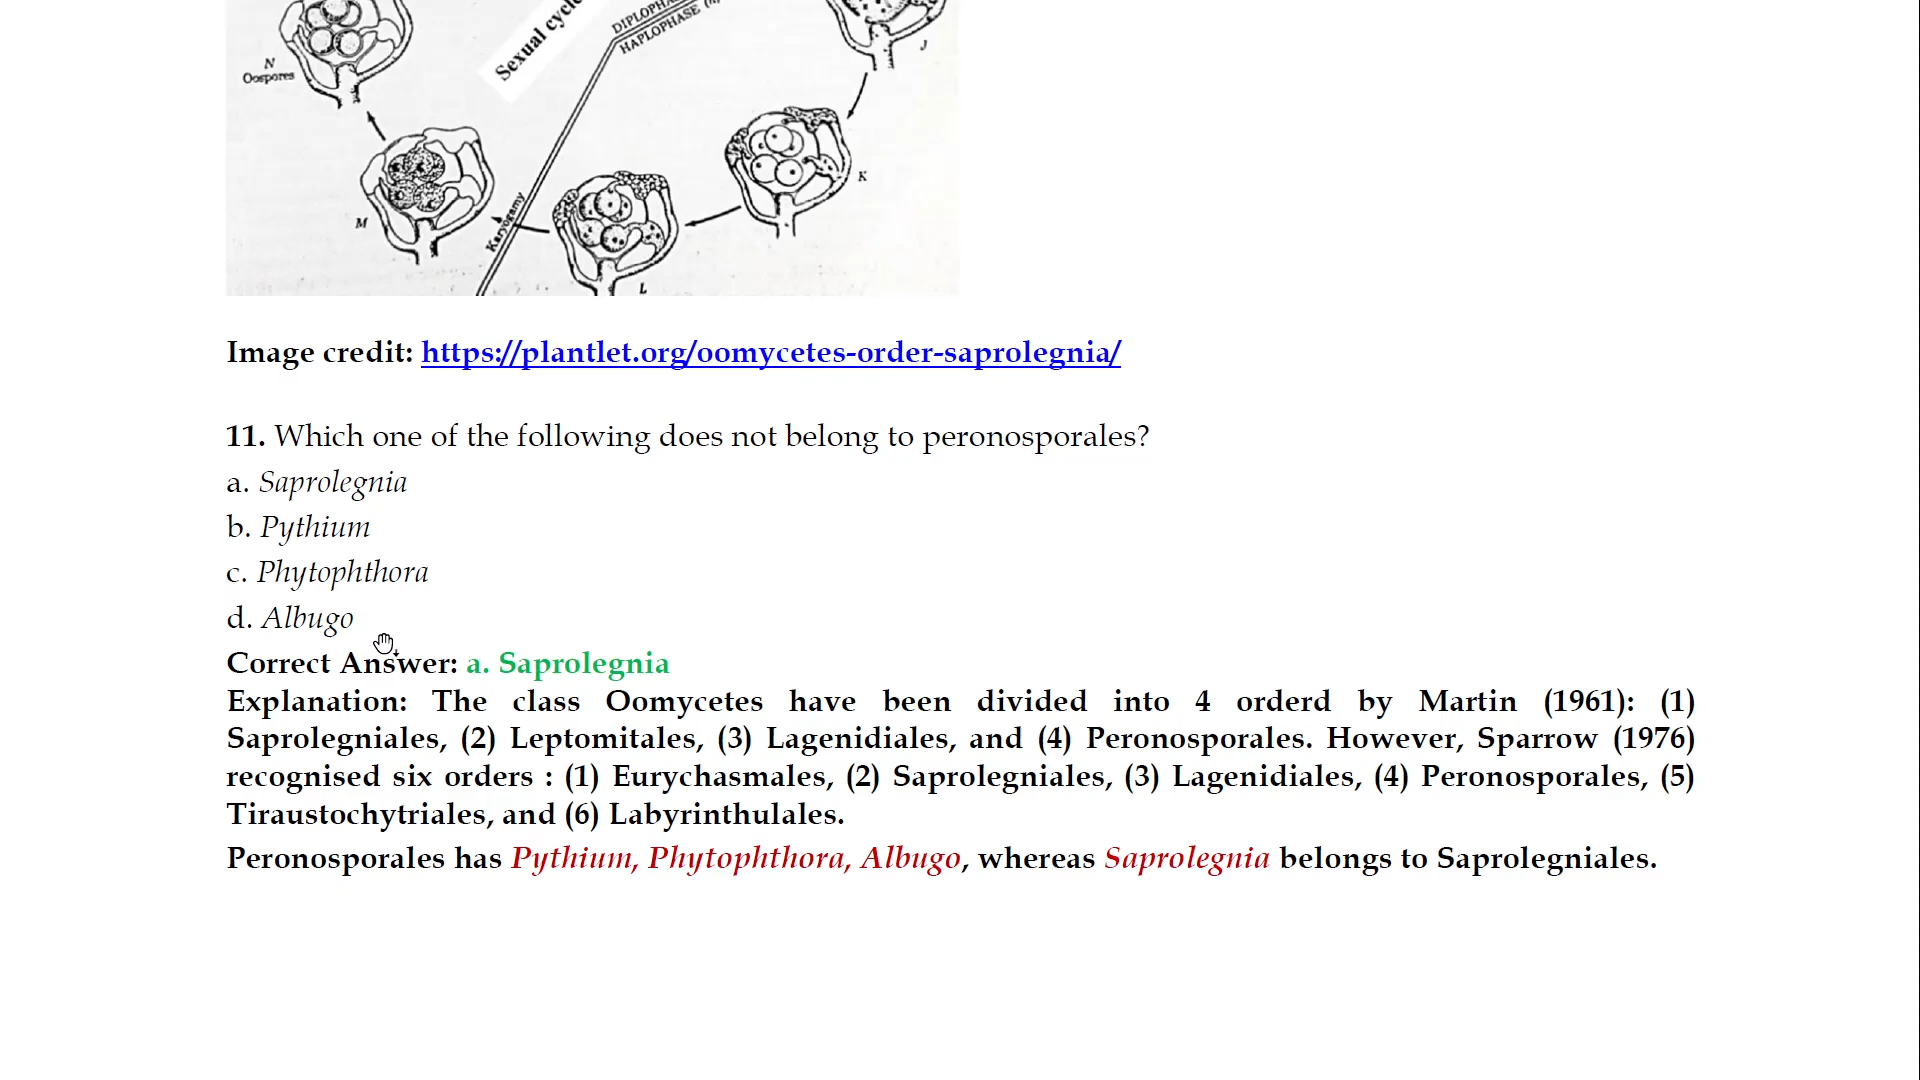 Sexual cycle
HAPLOPHASE
J
N
Oospores
K
M
Karyogamy
L
Image credit: https://plantlet.org/oomycetes-order-saprolegnia/
11. Which one of the following does not belong to peronosporales?
a. Saprolegnia
b. Pythium
c. Phytophthora
d. Albugo
Correct Answer: a. Saprolegnia
Explanation: The class Oomycetes have been divided into 4 orderd by Martin (1961): (1)
Saprolegniales, (2) Leptomitales, (3) Lagenidiales, and (4) Peronosporales. However, Sparrow (1976)
recognised six orders : (1) Eurychasmales, (2) Saprolegniales, (3) Lagenidiales, (4) Peronosporales, (5)
Tiraustochytriales, and (6) Labyrinthulales.
Peronosporales has Pythium, Phytophthora, Albugo, whereas Saprolegnia belongs to Saprolegniales.